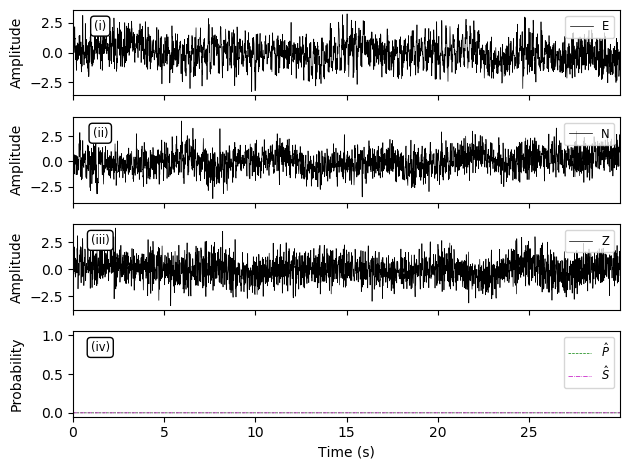 (i)
E
Amplitude
2.5
0.0
−2.5
(ii)
N
Amplitude
2.5
0.0
−2.5
(iii)
Z
Amplitude
2.5
0.0
−2.5
(iv)
P̂
Ŝ
Probability
1.0
0.5
0.0
0 5 10 15 20 25
Time (s)